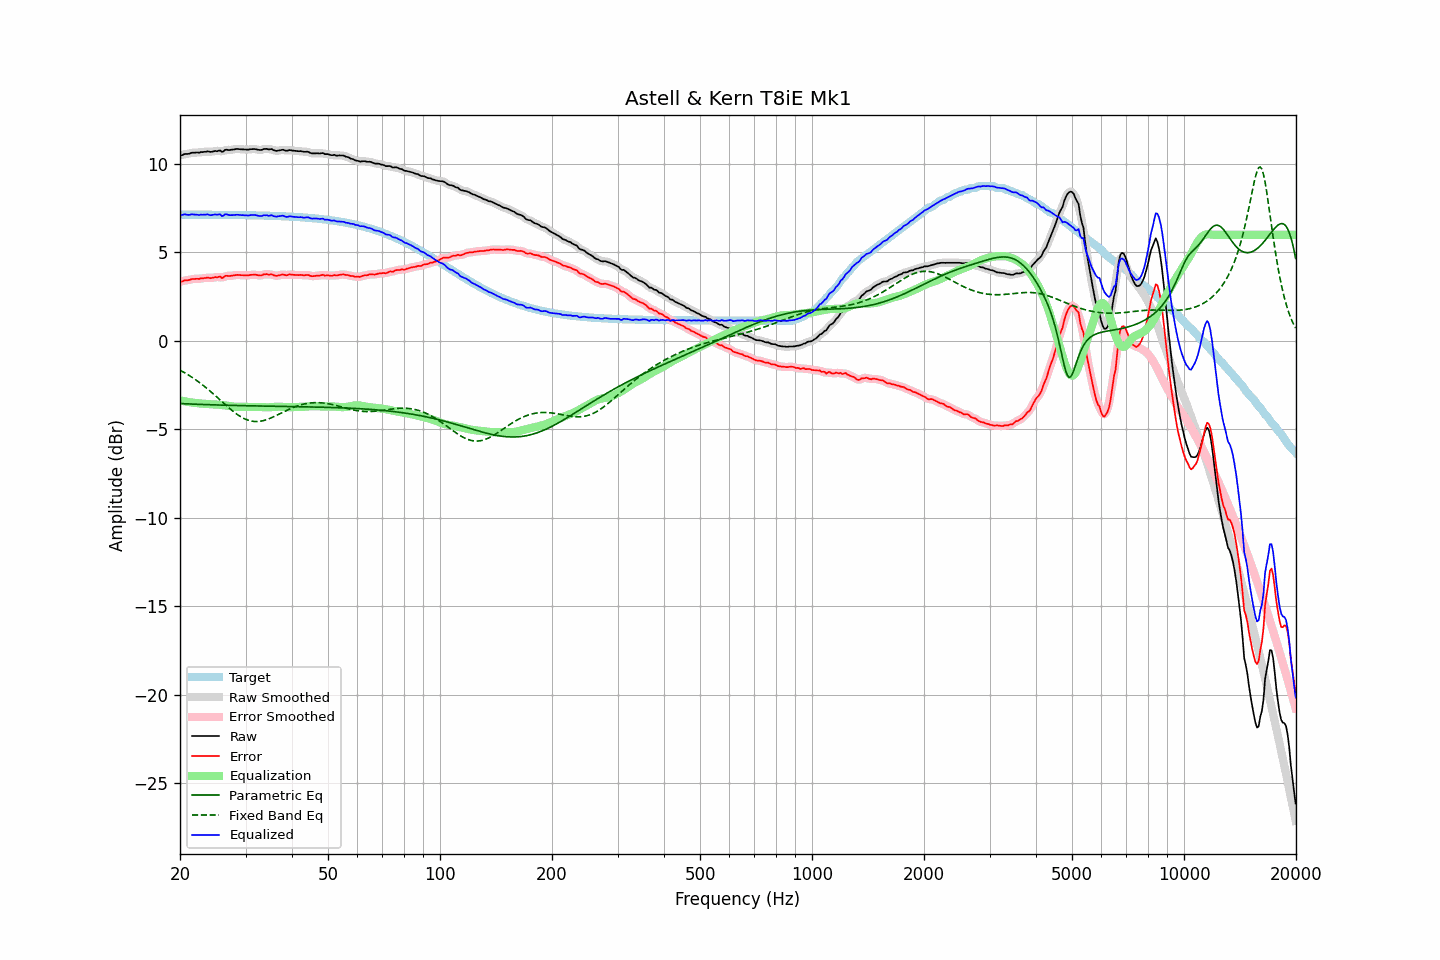 Astell & Kern T8iE Mk1
Amplitude (dBr)
10
5
0
−5
−10
−15
−20
−25
Target
Raw Smoothed
Error Smoothed
Raw
Error
Equalization
Parametric Eq
Fixed Band Eq
Equalized
20 50 100 200 500 1000 2000 5000 10000 20000
Frequency (Hz)